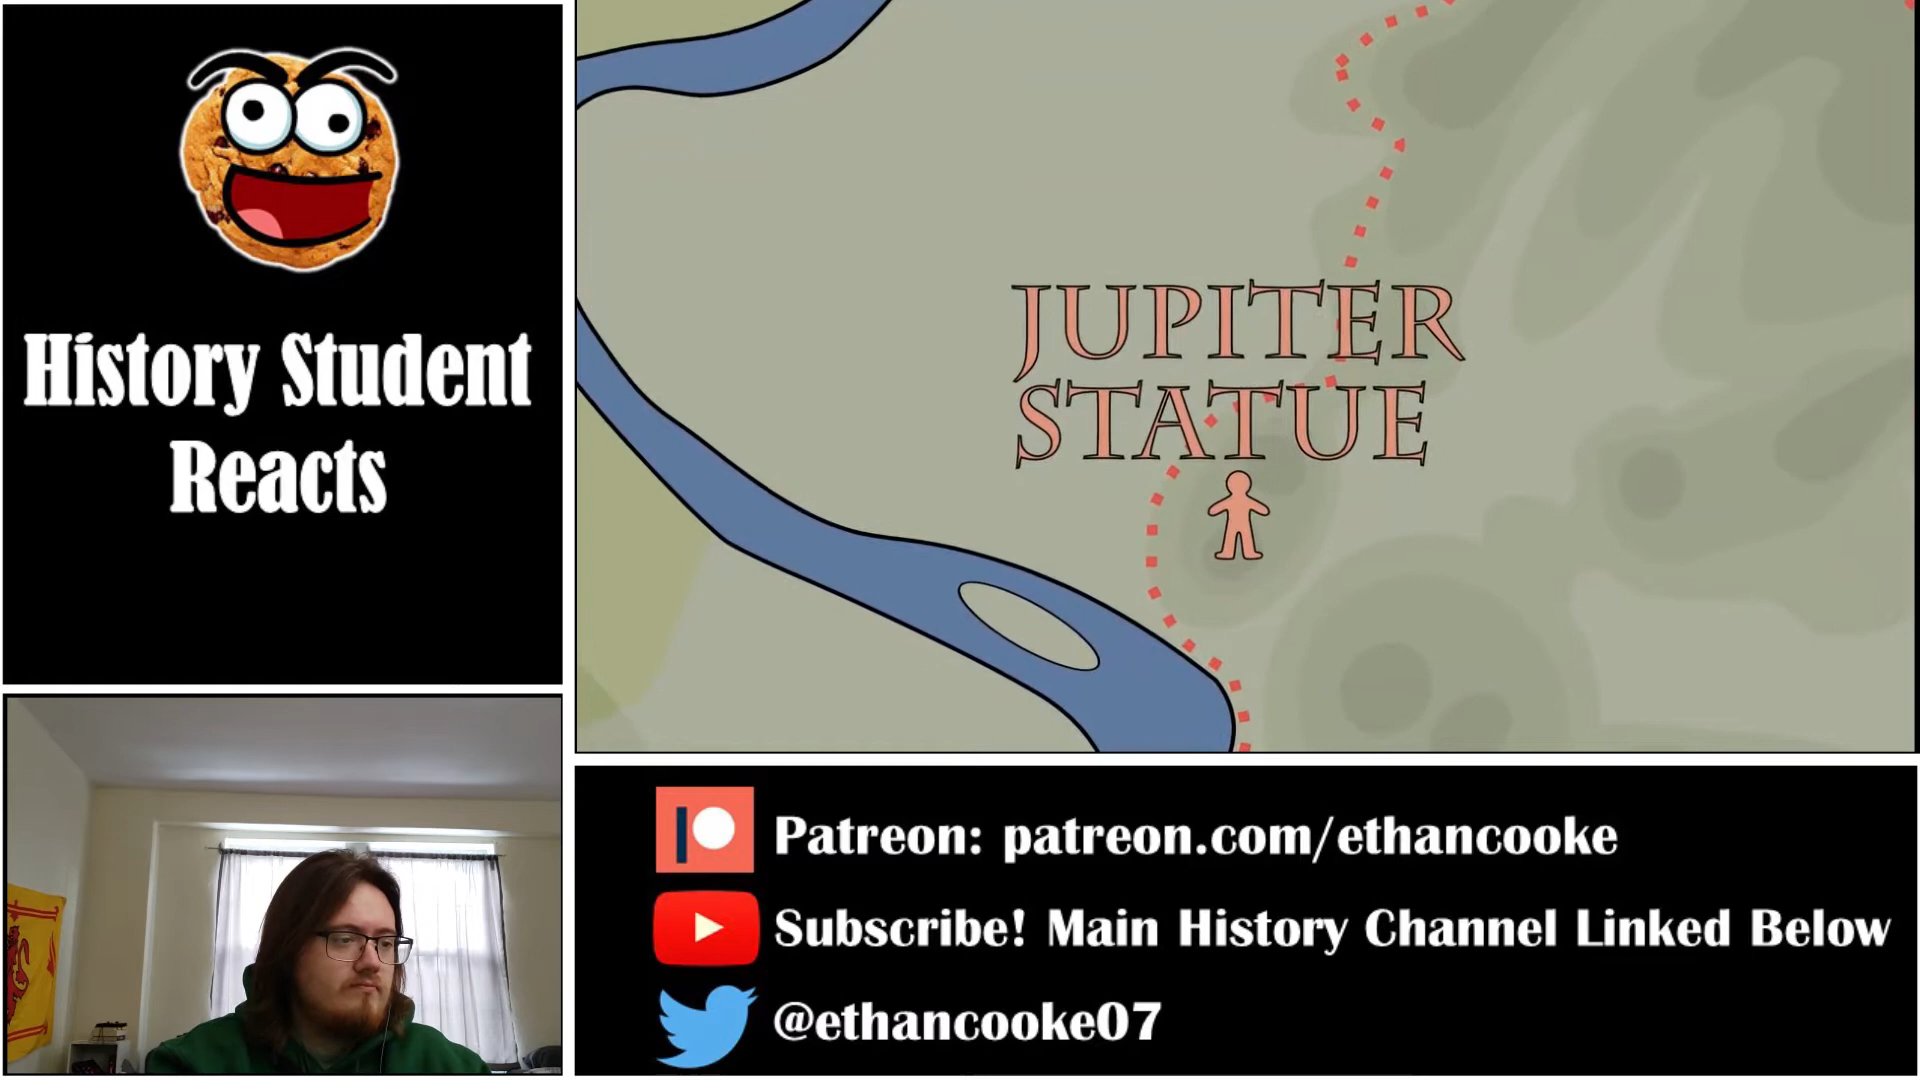 History Student
Reacts
JUPITER
STATUE
Patreon: patreon.com/ethancooke
Subscribe! Main History Channel Linked Below
@ethancooke07